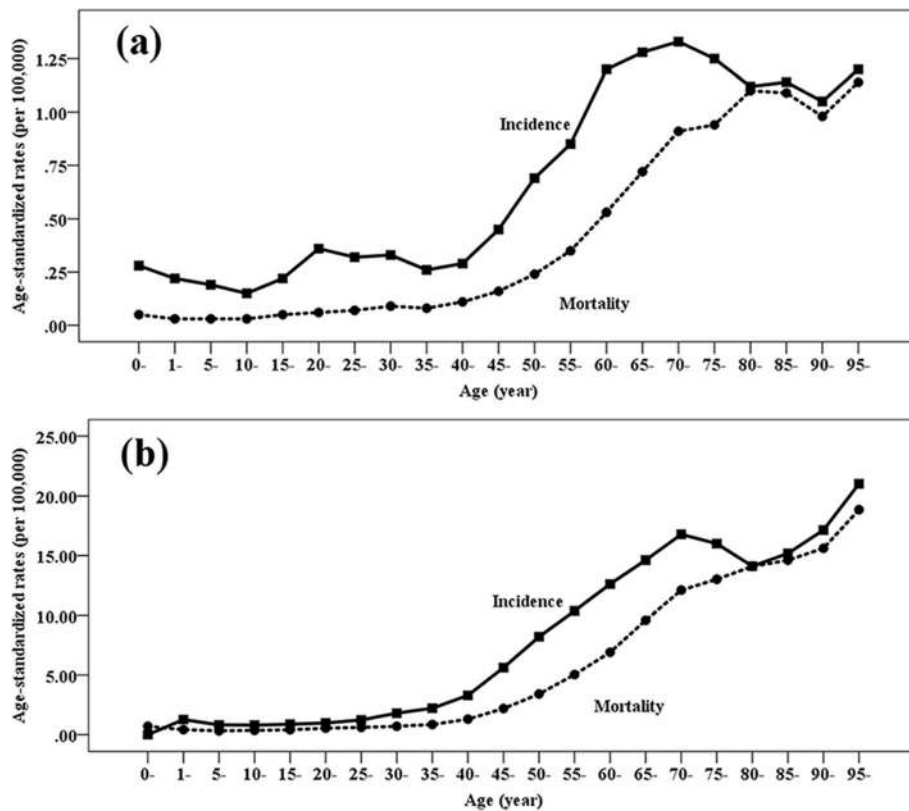 (a)
Age-standardized rates (per 100,000)
1.25
1.00
.75
.50
.25
.00
Incidence
Mortality
0- 1- 5- 10- 15- 20- 25- 30- 35- 40- 45- 50- 55- 60- 65- 70- 75- 80- 85- 90- 95-
Age (year)
(b)
Age-standardized rates (per 100,000)
25.00
20.00
15.00
10.00
5.00
.00
Incidence
Mortality
0- 1- 5- 10- 15- 20- 25- 30- 35- 40- 45- 50- 55- 60- 65- 70- 75- 80- 85- 90- 95-
Age (year)